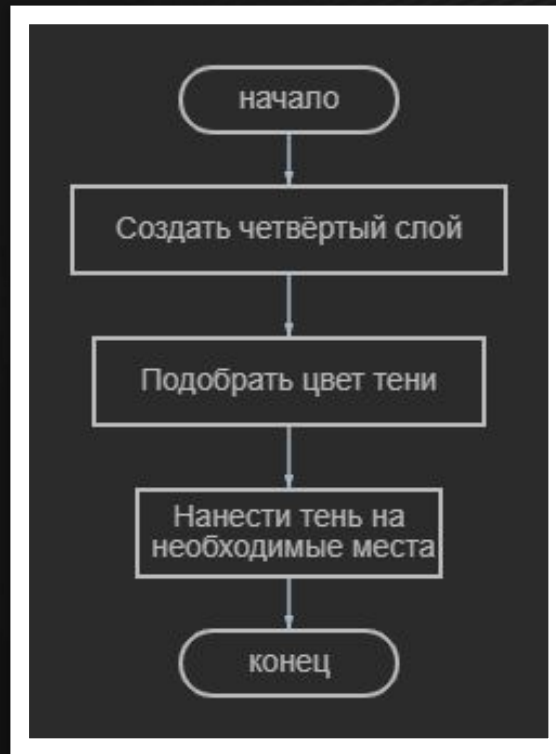 начало
Создать четвёртый слой
Подобрать цвет тени
Нанести тень на
необходимые места
конец